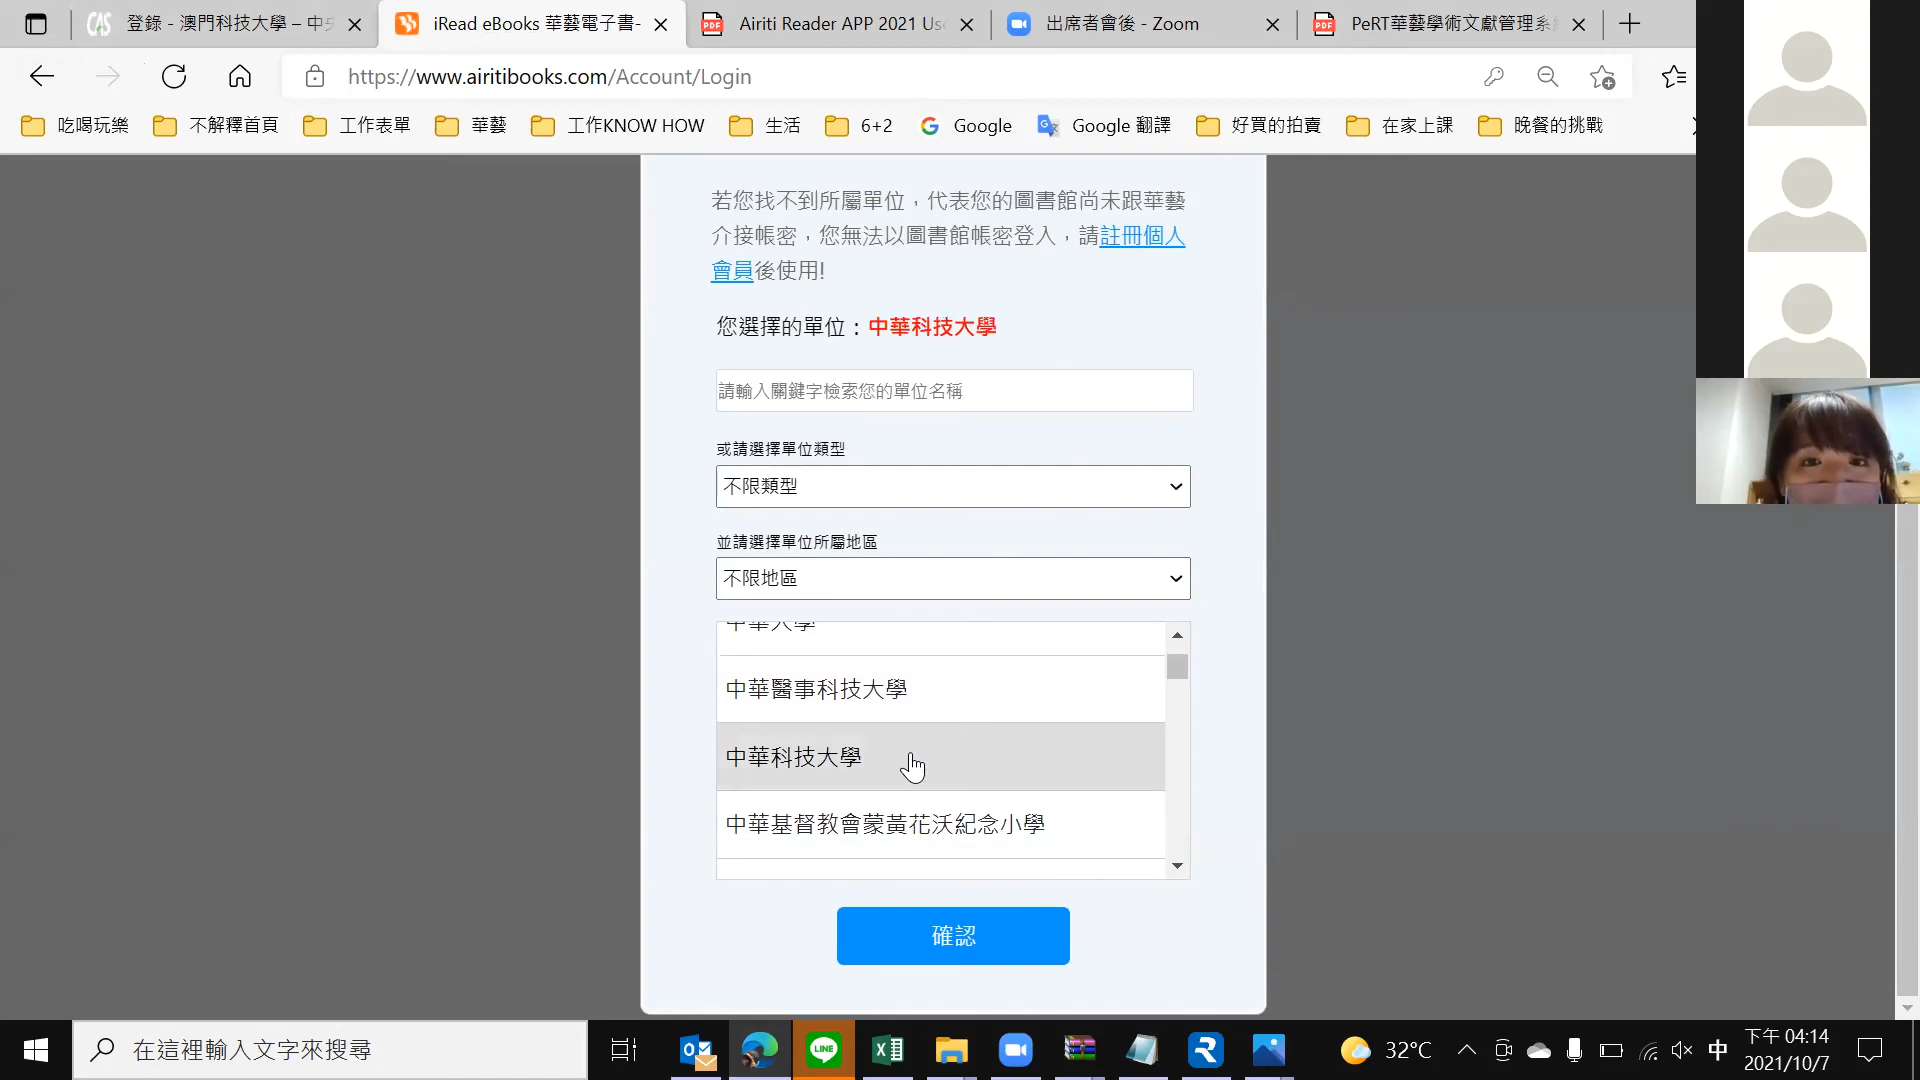 登錄 - 澳門科技大學 – 中央
iRead eBooks 華藝電子書-
Airiti Reader APP 2021 Use
出席者會後 - Zoom
PeRT華藝學術文獻管理系統
https://www.airitibooks.com/Account/Login
吃喝玩樂
不解釋首頁
工作表單
華藝
工作KNOW HOW
生活
6+2
Google
Google 翻譯
好買的拍賣
在家上課
晚餐的挑戰
若您找不到所屬單位，代表您的圖書館尚未跟華藝
介接帳密，您無法以圖書館帳密登入，請註冊個人
會員後使用!
您選擇的單位：中華科技大學
請輸入關鍵字檢索您的單位名稱
或請選擇單位類型
不限類型
並請選擇單位所屬地區
不限地區
中華大學
中華醫事科技大學
中華科技大學
中華基督教會蒙黃花沃紀念小學
確認
在這裡輸入文字來搜尋
LINE
32°C
中
下午 04:14
2021/10/7